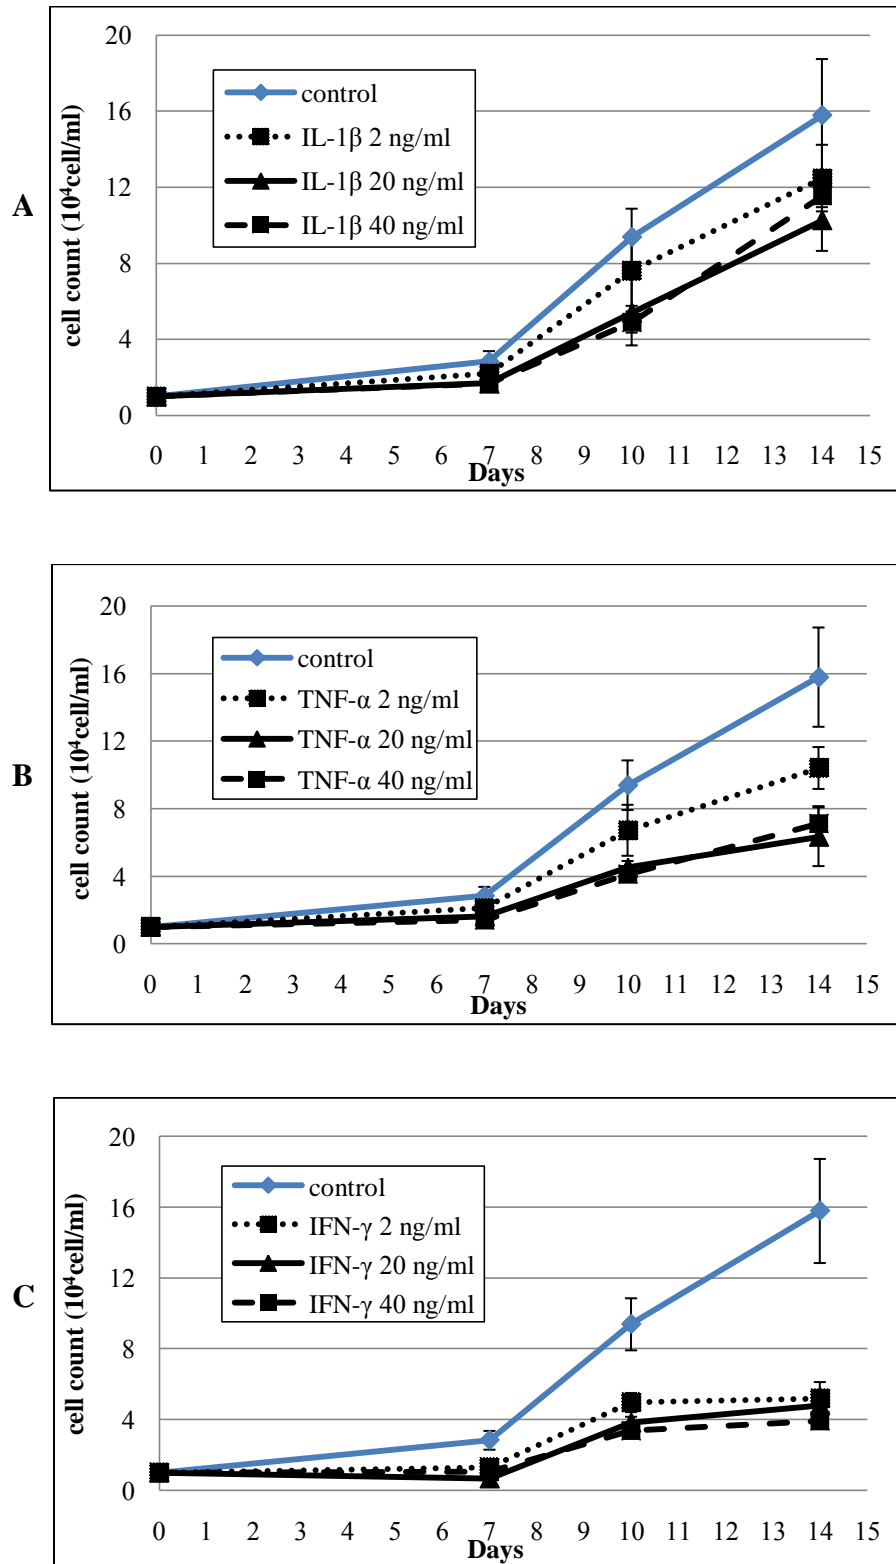 A
cell count (10⁴cell/ml)
20
16
12
8
4
0
control
IL-1β 2 ng/ml
IL-1β 20 ng/ml
IL-1β 40 ng/ml
0 1 2 3 4 5 6 7 8 9 10 11 12 13 14 15
Days
B
cell count (10⁴cell/ml)
20
16
12
8
4
0
control
TNF-α 2 ng/ml
TNF-α 20 ng/ml
TNF-α 40 ng/ml
0 1 2 3 4 5 6 7 8 9 10 11 12 13 14 15
Days
C
cell count (10⁴cell/ml)
20
16
12
8
4
0
control
IFN-γ 2 ng/ml
IFN-γ 20 ng/ml
IFN-γ 40 ng/ml
0 1 2 3 4 5 6 7 8 9 10 11 12 13 14 15
Days